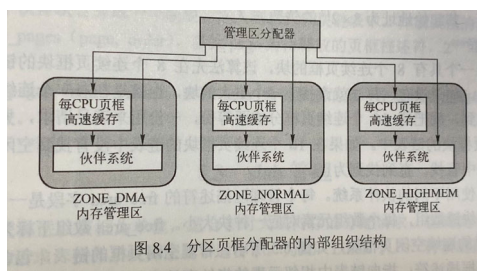 pages
管理区分配器
每CPU页框
高速缓存
每CPU页框
高速缓存
每CPU页框
高速缓存
伙伴系统
伙伴系统
伙伴系统
ZONE_DMA
内存管理区
ZONE_NORMAL
内存管理区
ZONE_HIGHMEM
内存管理区
图 8.4 分区页框分配器的内部组织结构